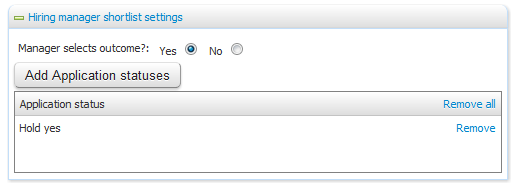 Hiring manager shortlist settings
Manager selects outcome?: Yes No
Add Application statuses
Application status Remove all
Hold yes Remove